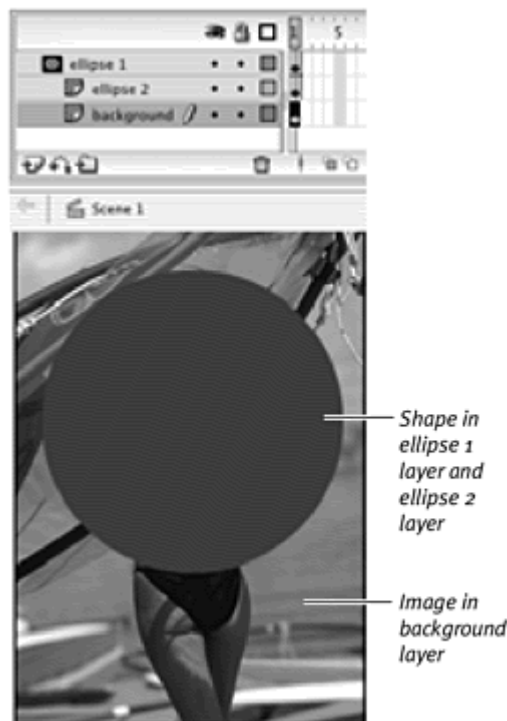 1
5
ellipse 1
ellipse 2
background
Scene 1
Shape in
ellipse 1
layer and
ellipse 2
layer
Image in
background
layer